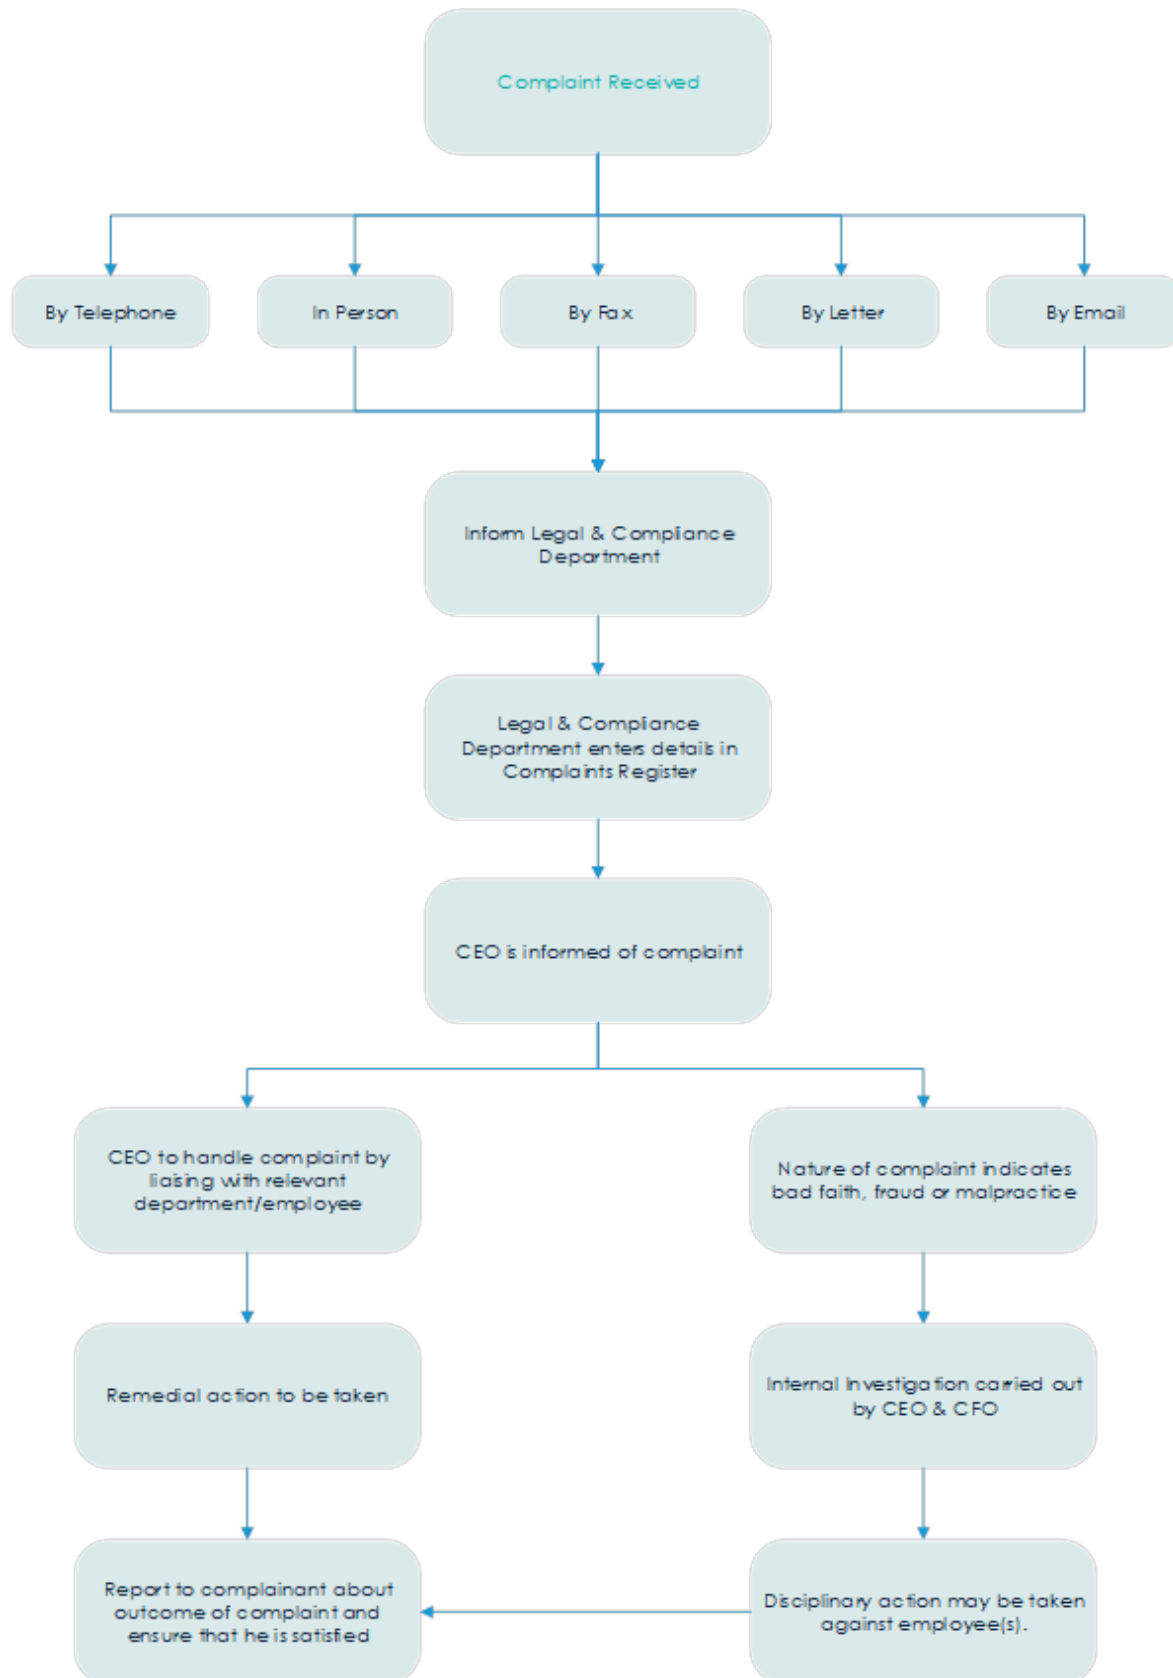 Complaint Received
By Telephone
In Person
By Fax
By Letter
By Email
Inform Legal & Compliance
Department
Legal & Compliance
Department enters details in
Complaints Register
CEO is informed of complaint
CEO to handle complaint by
liaising with relevant
department/employee
Nature of complaint indicates
bad faith, fraud or malpractice
Remedial action to be taken
Internal Investigation carried out
by CEO & CFO
Report to complainant about
outcome of complaint and
ensure that he is satisfied
Disciplinary action may be taken
against employee(s).